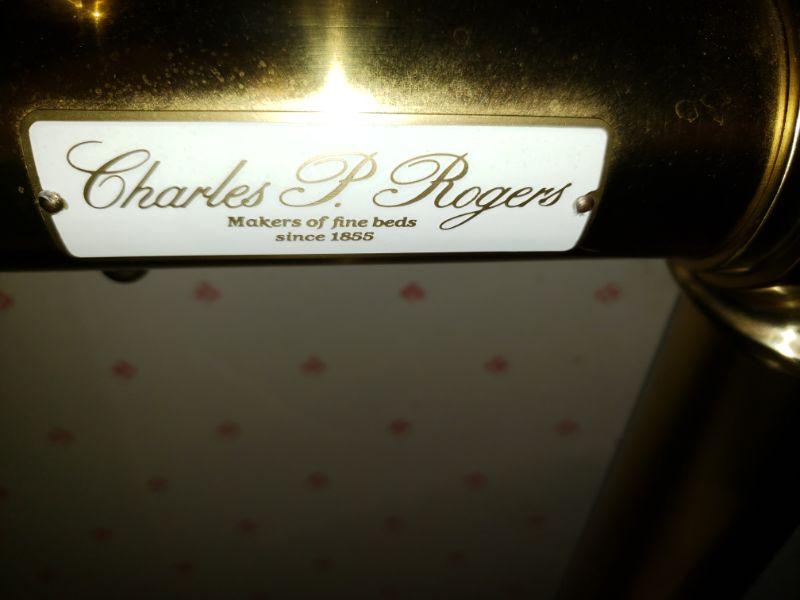 Charles P. Rogers
Makers of fine beds
since 1855